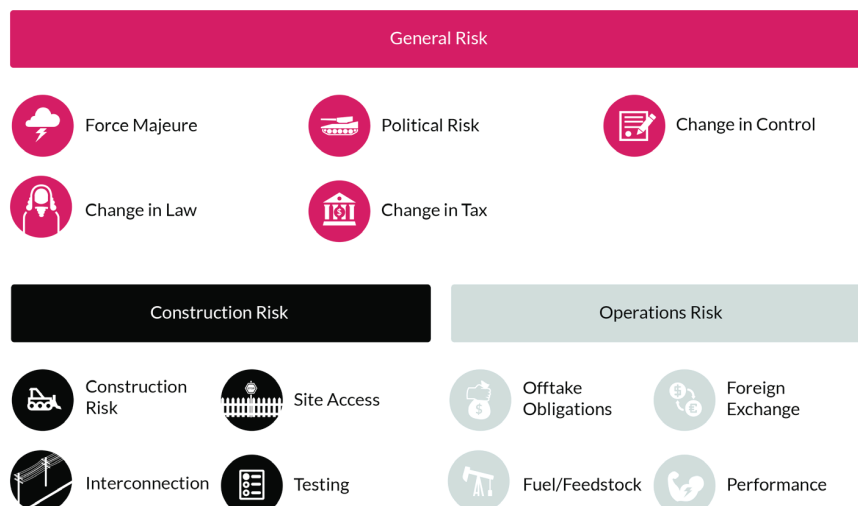 General Risk
Force Majeure
Political Risk
Change in Control
Change in Law
Change in Tax
Construction Risk
Operations Risk
Construction
Risk
Site Access
Offtake
Obligations
Foreign
Exchange
Interconnection
Testing
Fuel/Feedstock
Performance